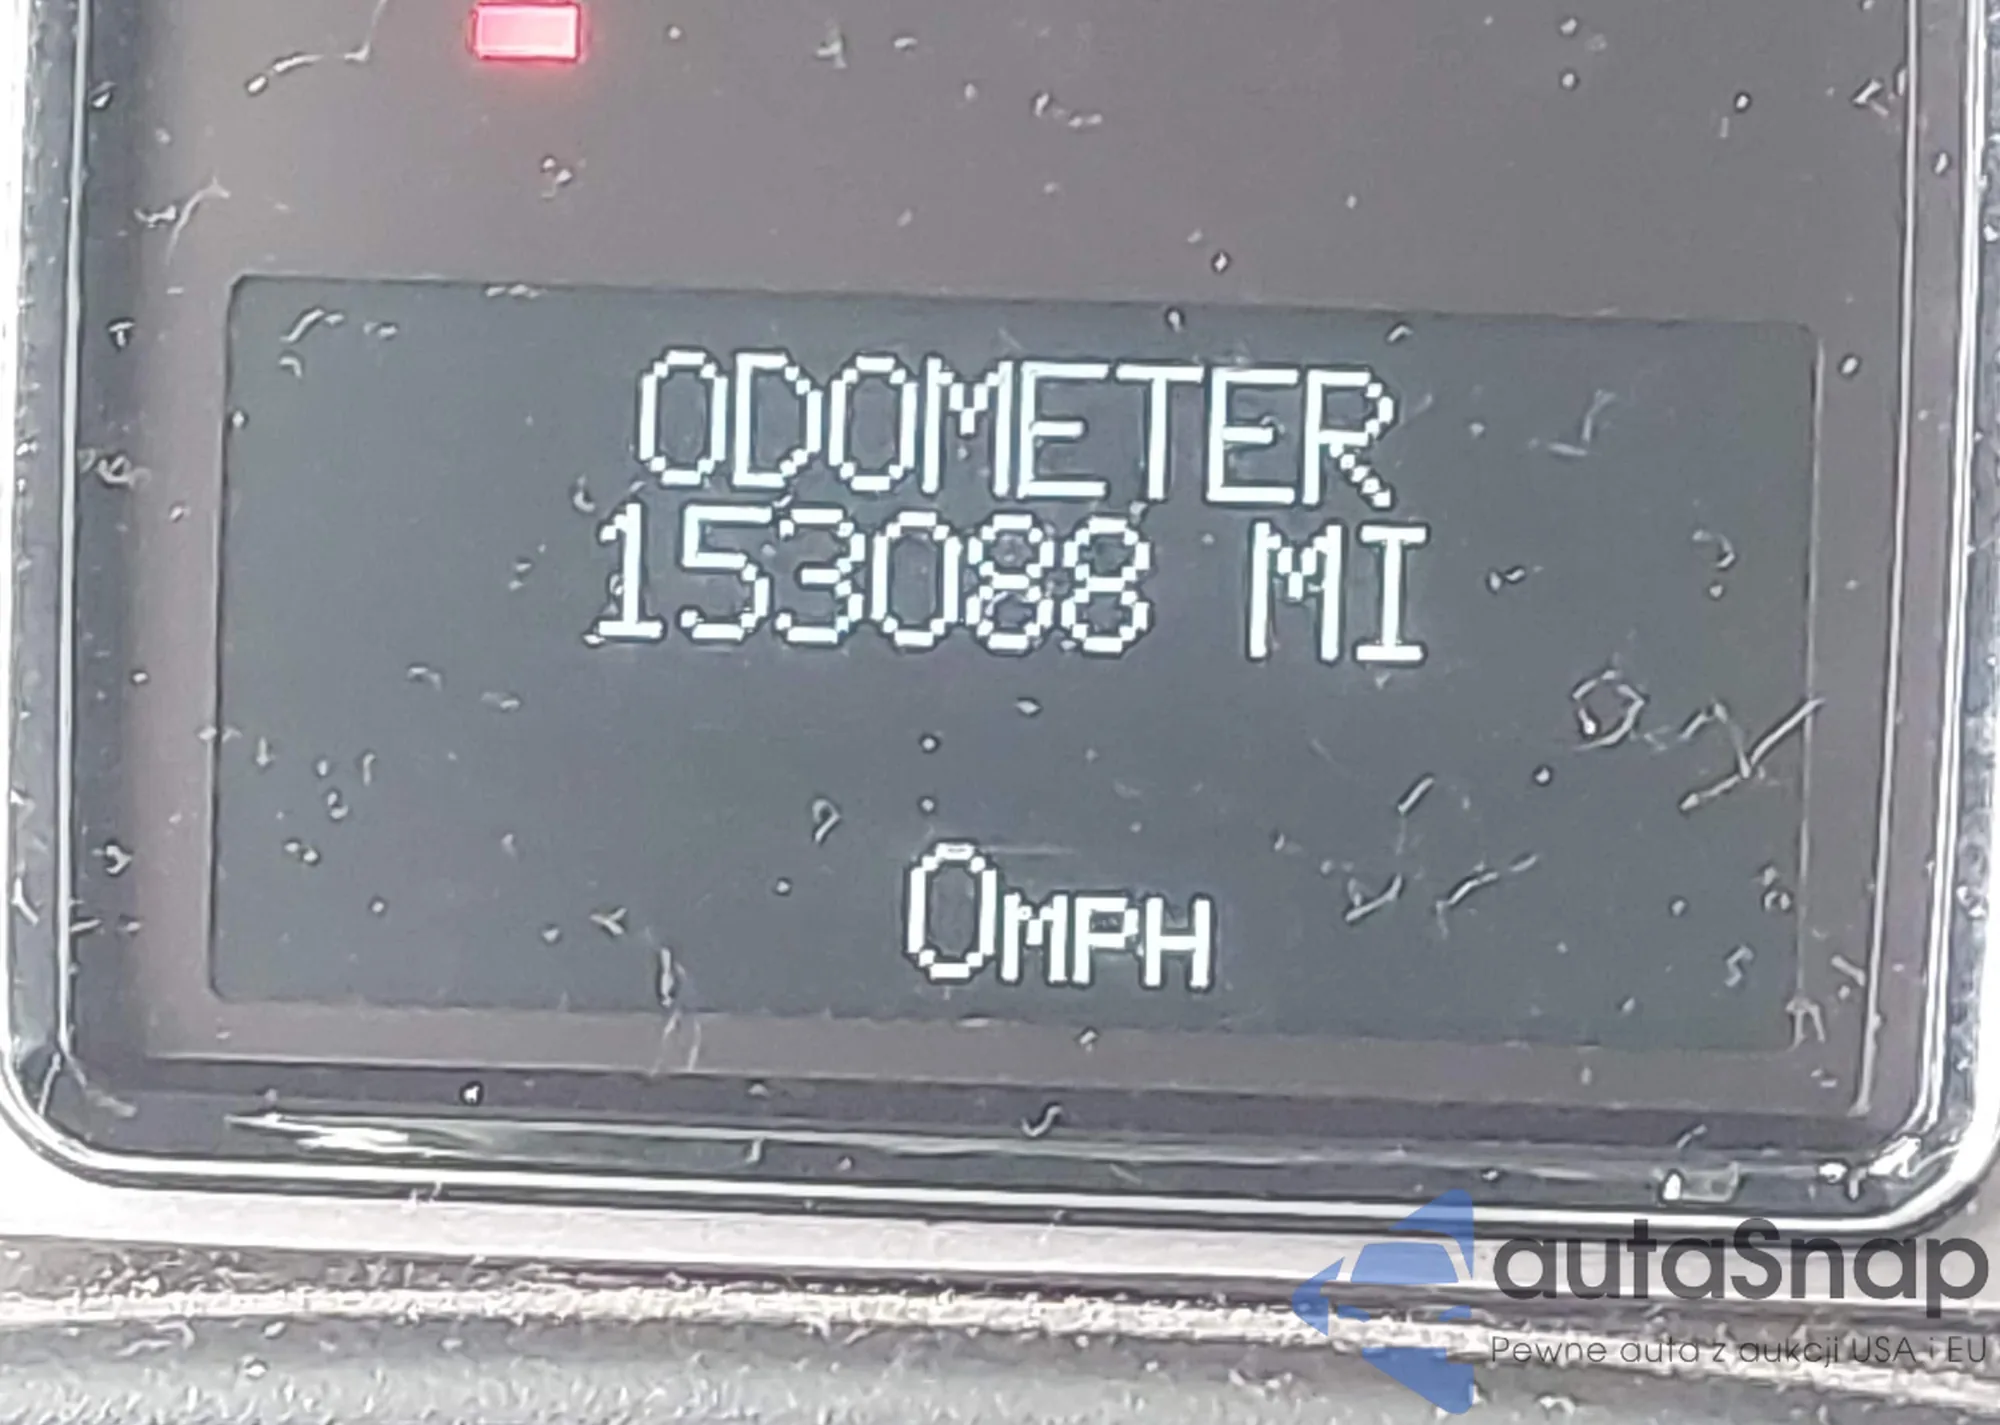 ODOMETER
153088 MI
0MPH
autaSnap
Pewne auta z aukcji USA i EU